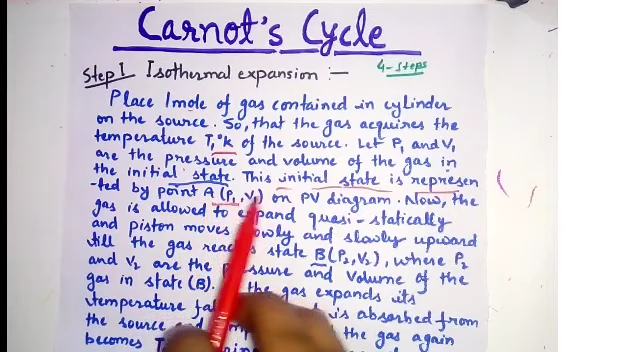 Carnot's Cycle
4-steps
Step 1 Isothermal expansion :—
Place 1mole of gas contained in cylinder
on the source. So, that the gas acquires the
temperature T₁°k of the source. Let P₁ and V₁
are the pressure and volume of the gas in
the initial state. This initial state is represen
-ted by point A (P₁, V₁) on PV diagram. Now, the
gas is allowed to expand quasi-statically
and piston moves slowly and slowly upward
till the gas state B(P₂, V₂), where P₂
and V₂ are the pressure and volume of the
gas in state (B). the gas expands its
temperature is absorbed from
the source the gas again
becomes